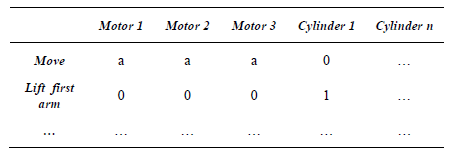 Motor 1 Motor 2 Motor 3 Cylinder 1 Cylinder n
Move a a a 0 …
Lift first
arm 0 0 0 1 …
… … … … … …